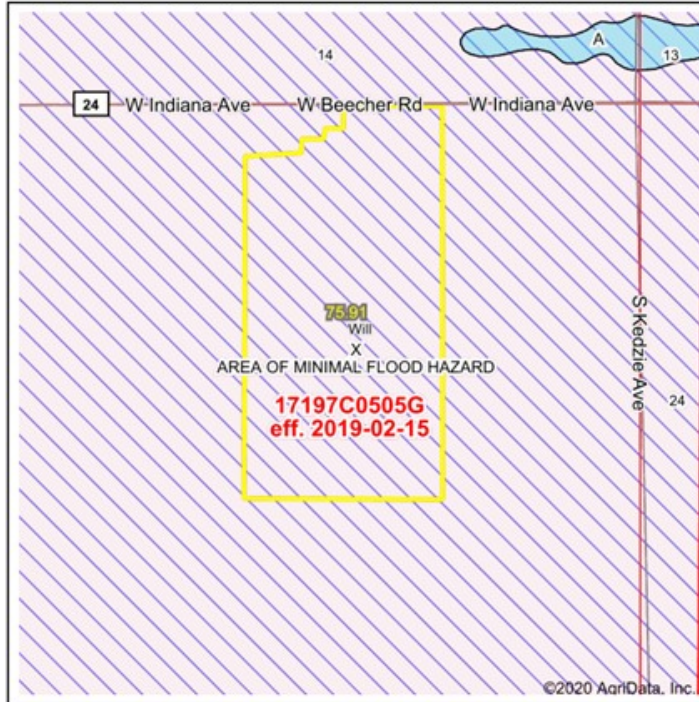 A
14
13
24 W Indiana Ave W Beecher Rd W Indiana Ave
75.91
Will
X
AREA OF MINIMAL FLOOD HAZARD
17197C0505G
eff. 2019-02-15
S Kedzie Ave
24
©2020 AgriData, Inc.